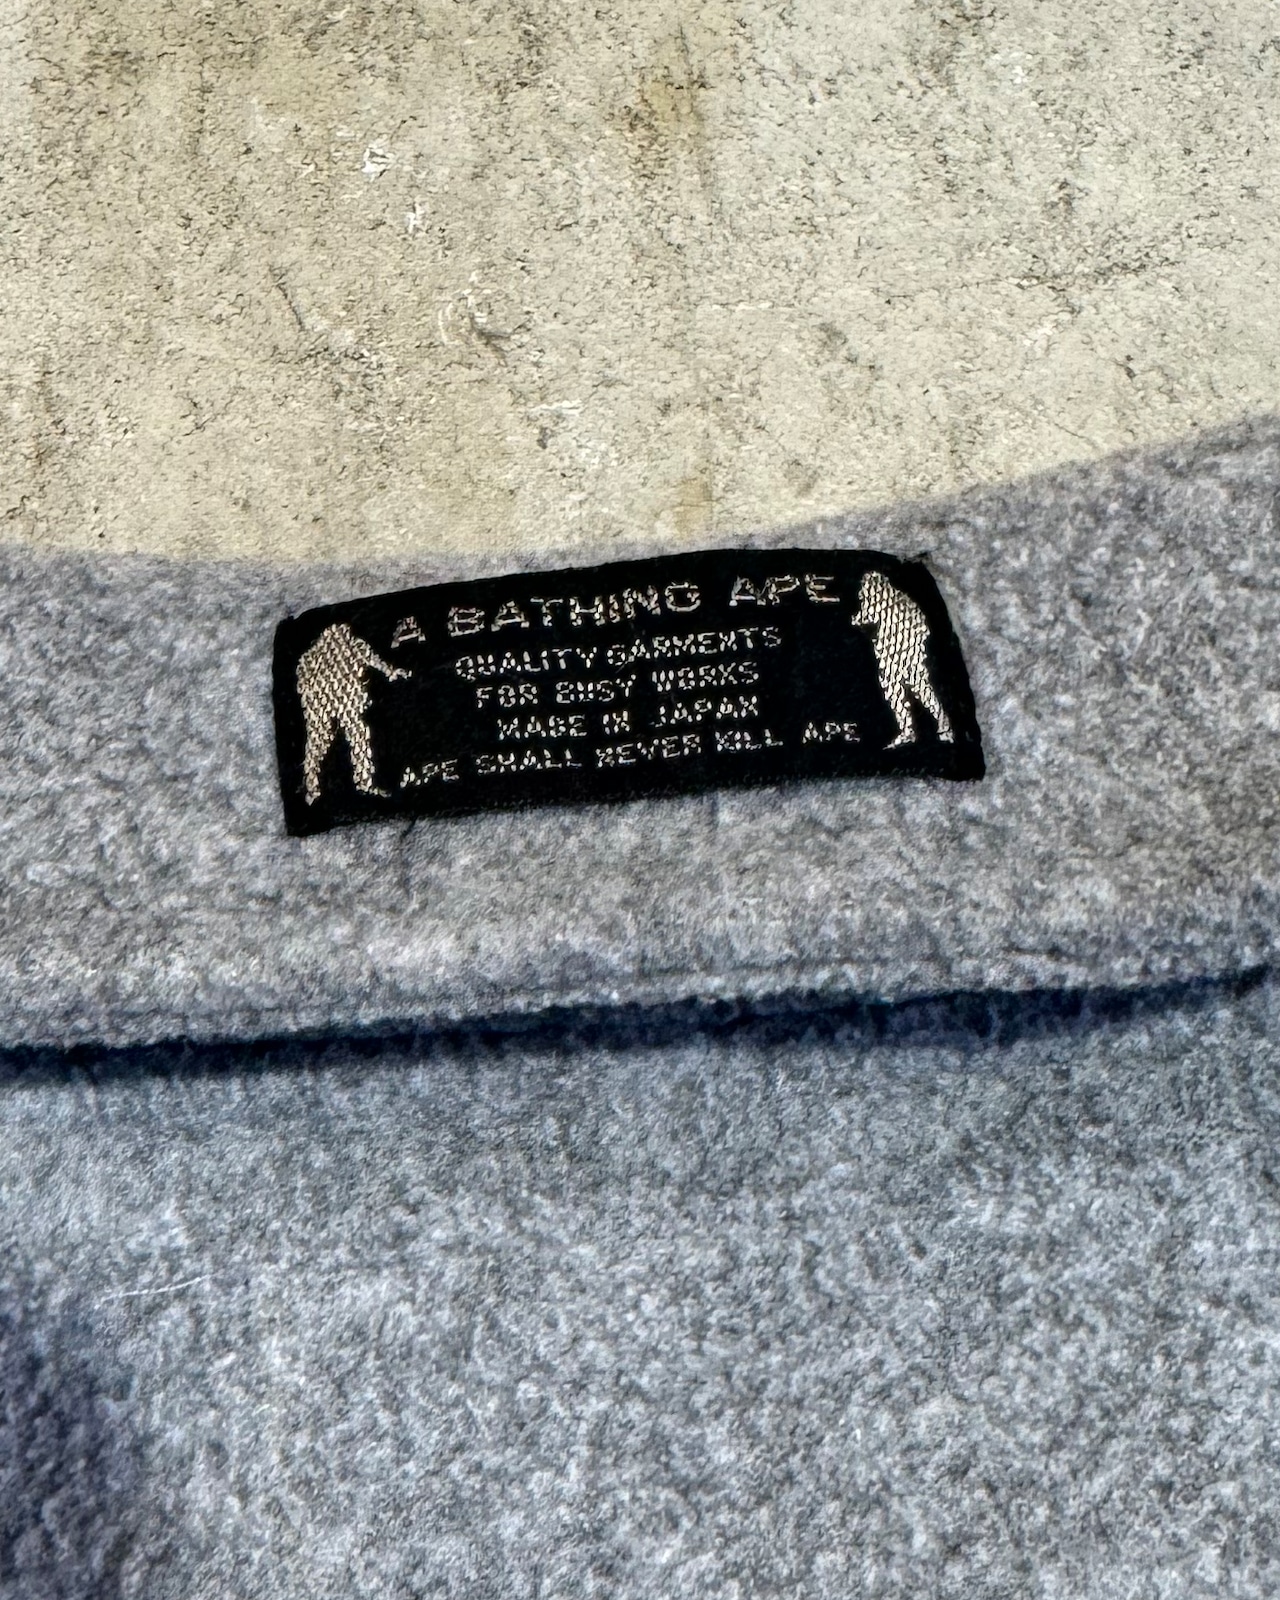 A BATHING APE
QUALITY GARMENTS
FOR BUSY WORKS
MADE IN JAPAN
APE SHALL NEVER KILL APE